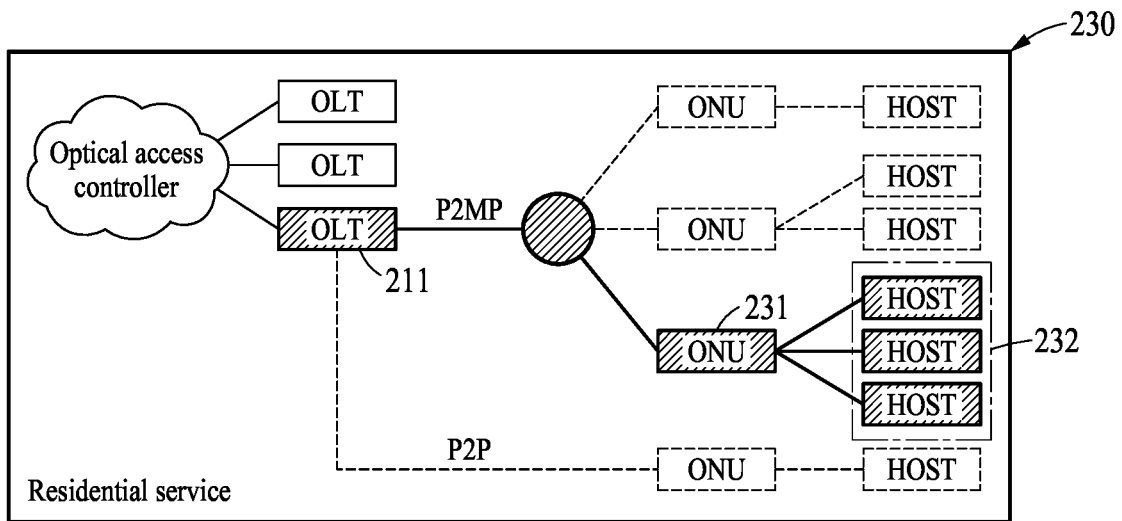 230
OLT
ONU
HOST
Optical access
controller
OLT
HOST
P2MP
OLT
ONU
HOST
211
231
HOST
ONU
HOST
232
HOST
P2P
ONU
HOST
Residential service